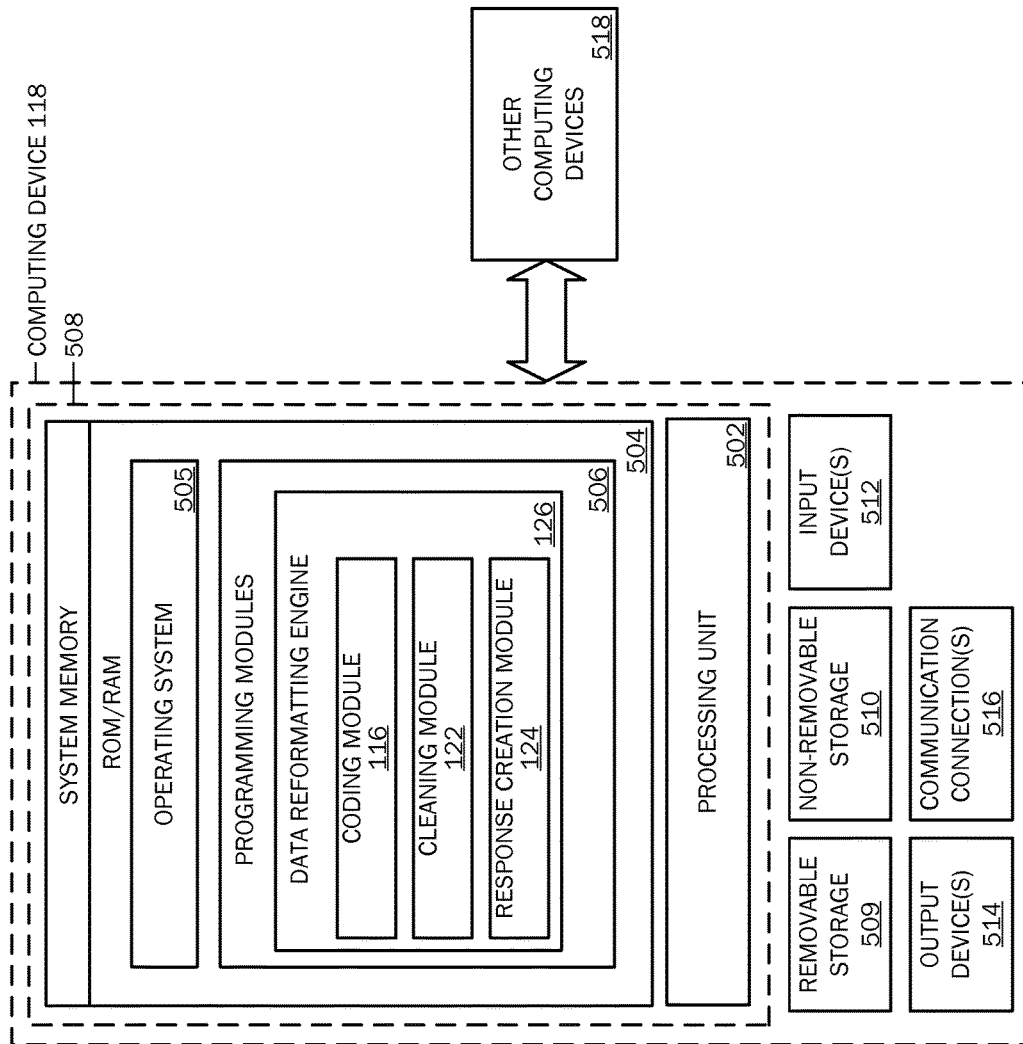 COMPUTING DEVICE 118
508
SYSTEM MEMORY
ROM/RAM
OPERATING SYSTEM
505
PROGRAMMING MODULES
DATA REFORMATTING ENGINE
CODING MODULE
116
CLEANING MODULE
122
RESPONSE CREATION MODULE
124
126
506
504
PROCESSING UNIT
502
REMOVABLE
STORAGE
509
NON-REMOVABLE
STORAGE
510
INPUT
DEVICE(S)
512
OUTPUT
DEVICE(S)
514
COMMUNICATION
CONNECTION(S)
516
OTHER
COMPUTING
DEVICES
518